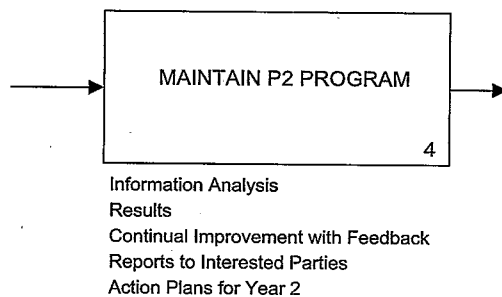 MAINTAIN P2 PROGRAM
4
Information Analysis
Results
Continual Improvement with Feedback
Reports to Interested Parties
Action Plans for Year 2